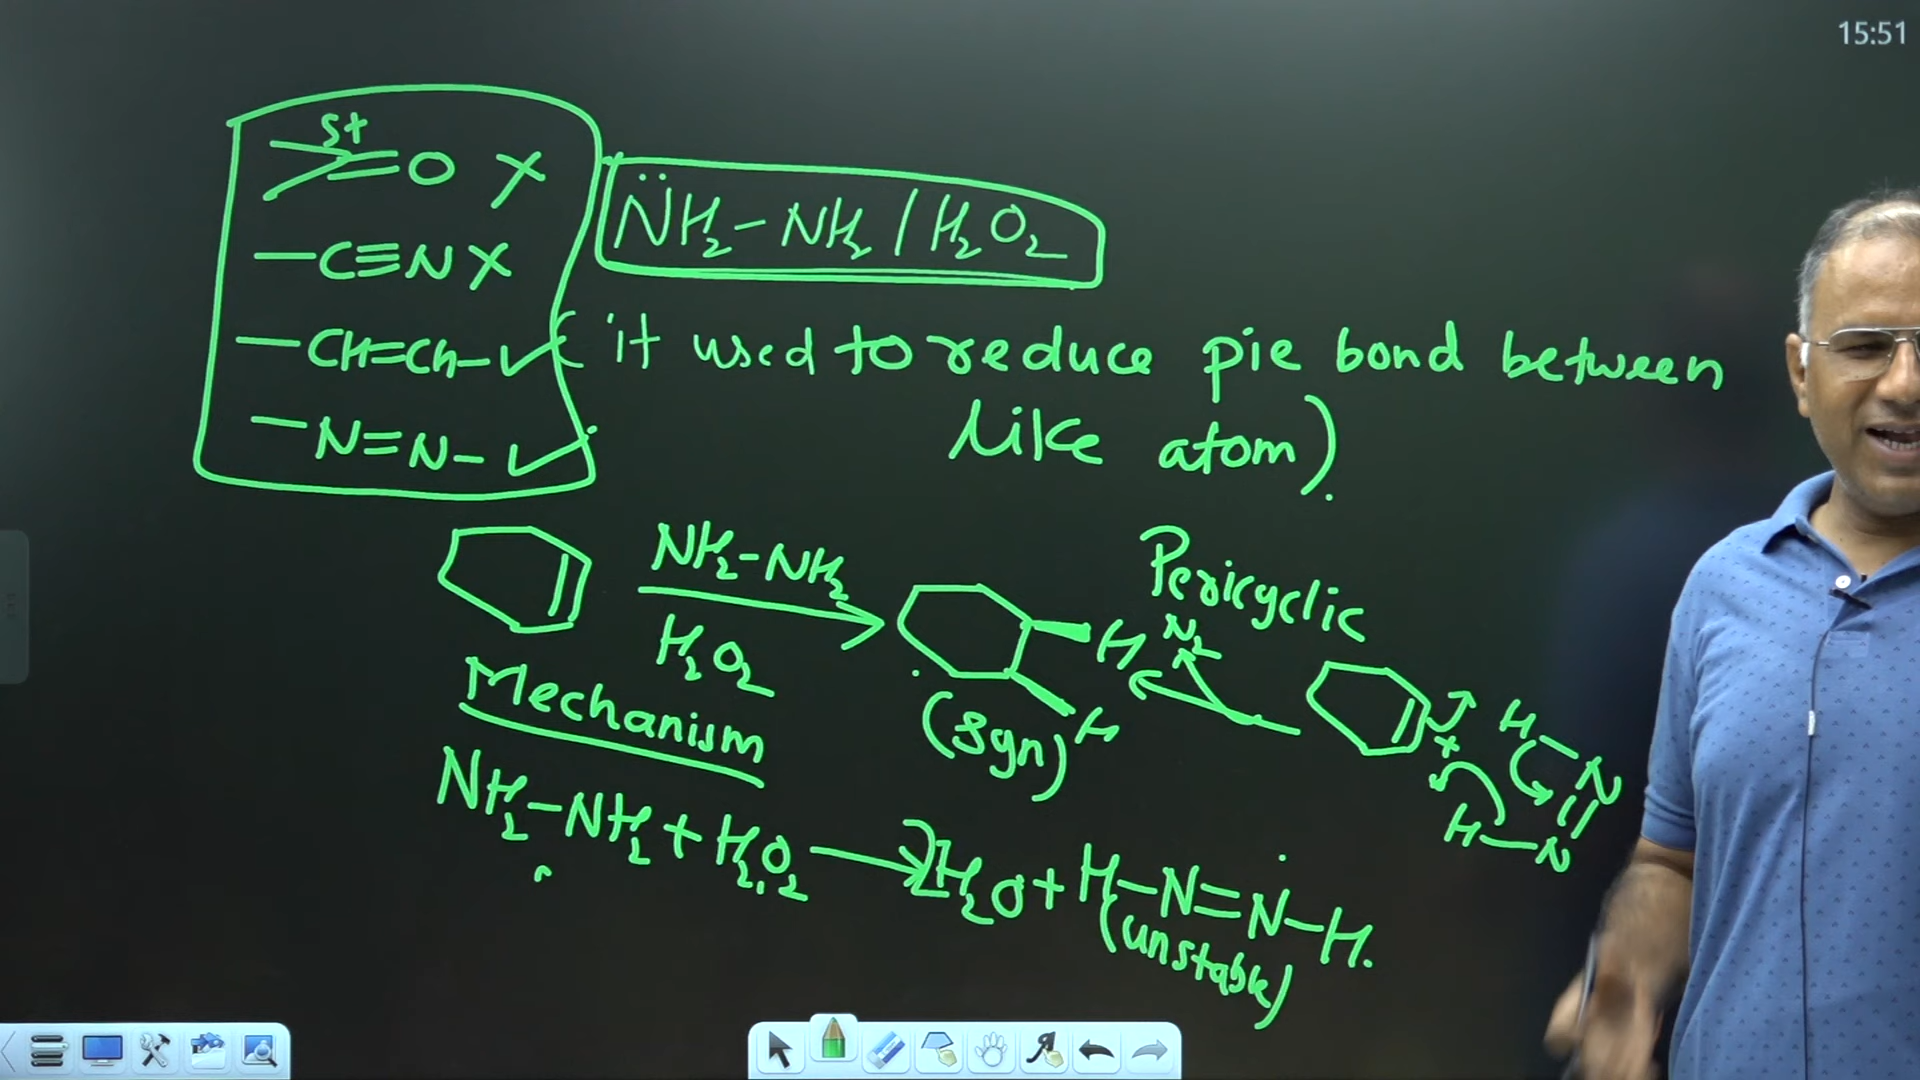 15:51
δ+
=O X
N̈H₂-NH₂/H₂O₂
-C≡N X
-CH=Ch- ✓
(it used to reduce pie bond between
like atom).
-N=N- ✓
NH₂-NH₂
H₂O₂
H
H
(syn)
Pericyclic
N₂
H
N
H-N
Mechanism
NH₂-NH₂+H₂O₂ → 2H₂O+H-N=N-H.
(unstable)